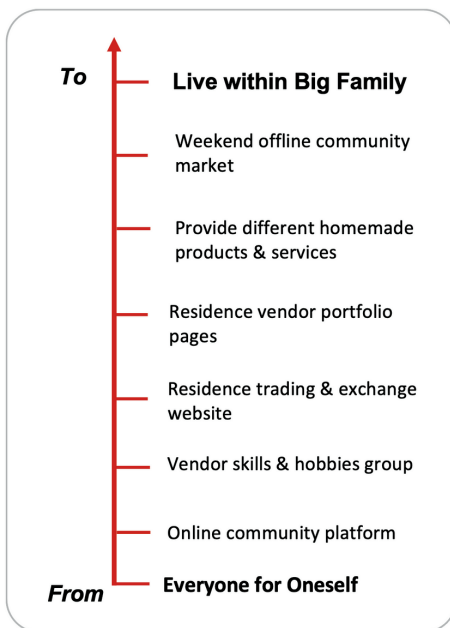 To
Live within Big Family
Weekend offline community
market
Provide different homemade
products & services
Residence vendor portfolio
pages
Residence trading & exchange
website
Vendor skills & hobbies group
Online community platform
From
Everyone for Oneself